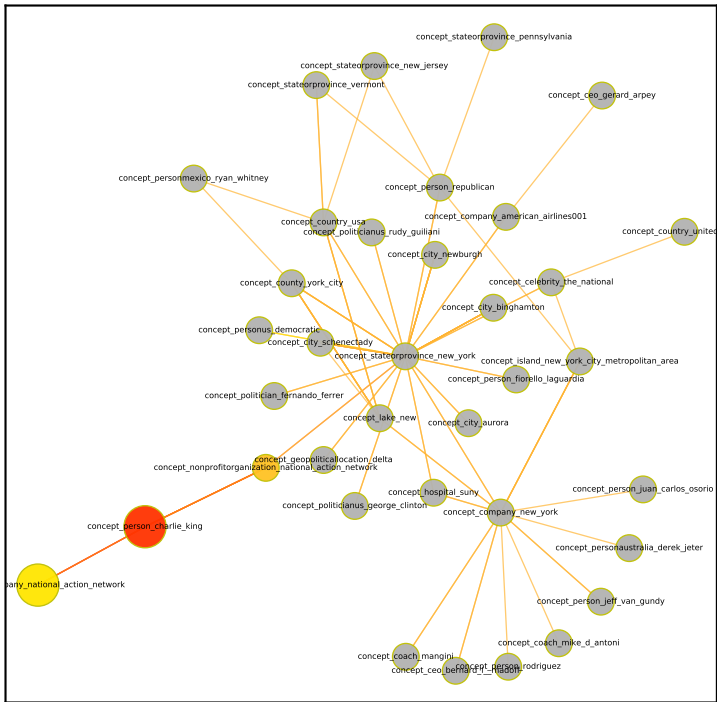 concept_stateorprovince_pennsylvania
concept_stateorprovince_new_jersey
concept_stateorprovince_vermont
concept_ceo_gerard_arpey
concept_personmexico_ryan_whitney
concept_person_republican
concept_company_american_airlines001
concept_country_usa
concept_politicianus_rudy_guiliani
concept_country_united
concept_city_newburgh
concept_county_york_city
concept_celebrity_the_national
concept_city_binghamton
concept_personus_democratic
concept_city_schenectady
concept_stateorprovince_new_york
concept_island_new_york_city_metropolitan_area
concept_person_fiorello_laguardia
concept_politician_fernando_ferrer
concept_lake_new
concept_city_aurora
concept_geopoliticallocation_delta
concept_nonprofitorganization_national_action_network
concept_person_juan_carlos_osorio
concept_hospital_suny
concept_politicianus_george_clinton
concept_company_new_york
concept_person_charlie_king
concept_personaustralia_derek_jeter
pany_national_action_network
concept_person_jeff_van_gundy
concept_coach_mike_d_antoni
concept_coach_mangini
concept_person_rodriguez
concept_ceo_bernard_l__madoff